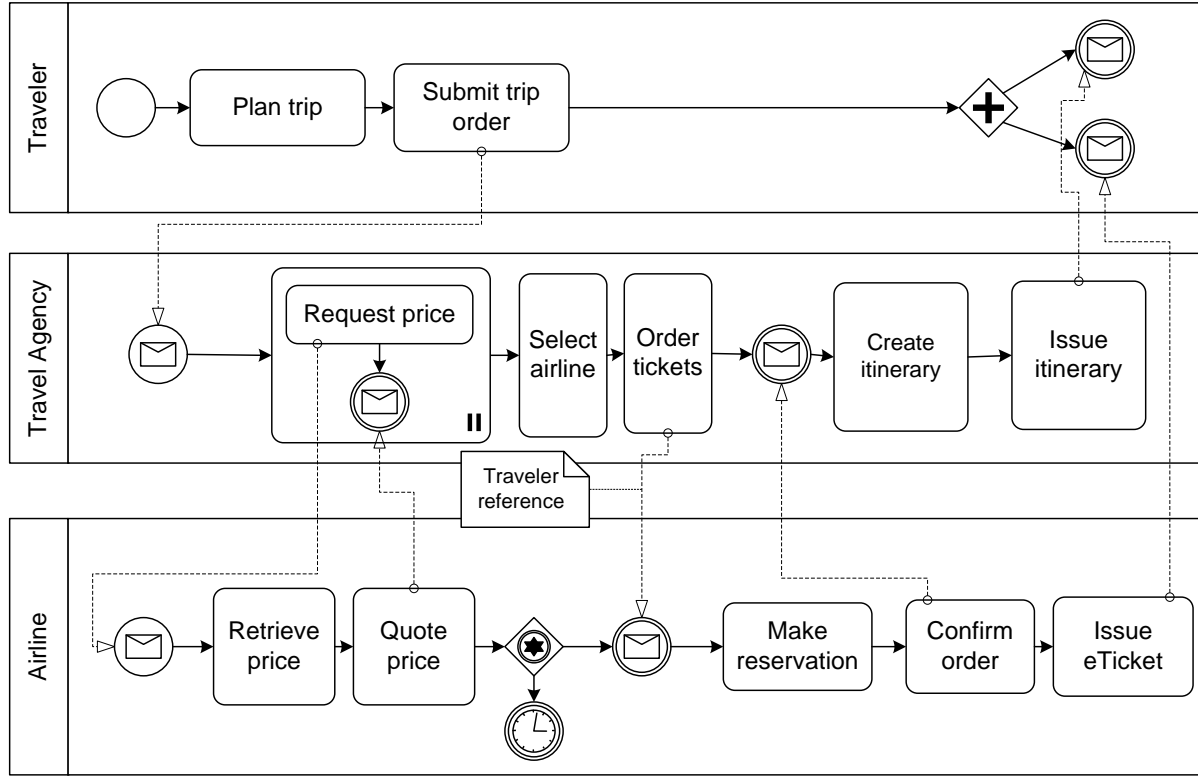 Traveler
Plan trip
Submit trip
order
Travel Agency
Request price
Select
airline
Order
tickets
Create
itinerary
Issue
itinerary
Traveler
reference
Airline
Retrieve
price
Quote
price
Make
reservation
Confirm
order
Issue
eTicket